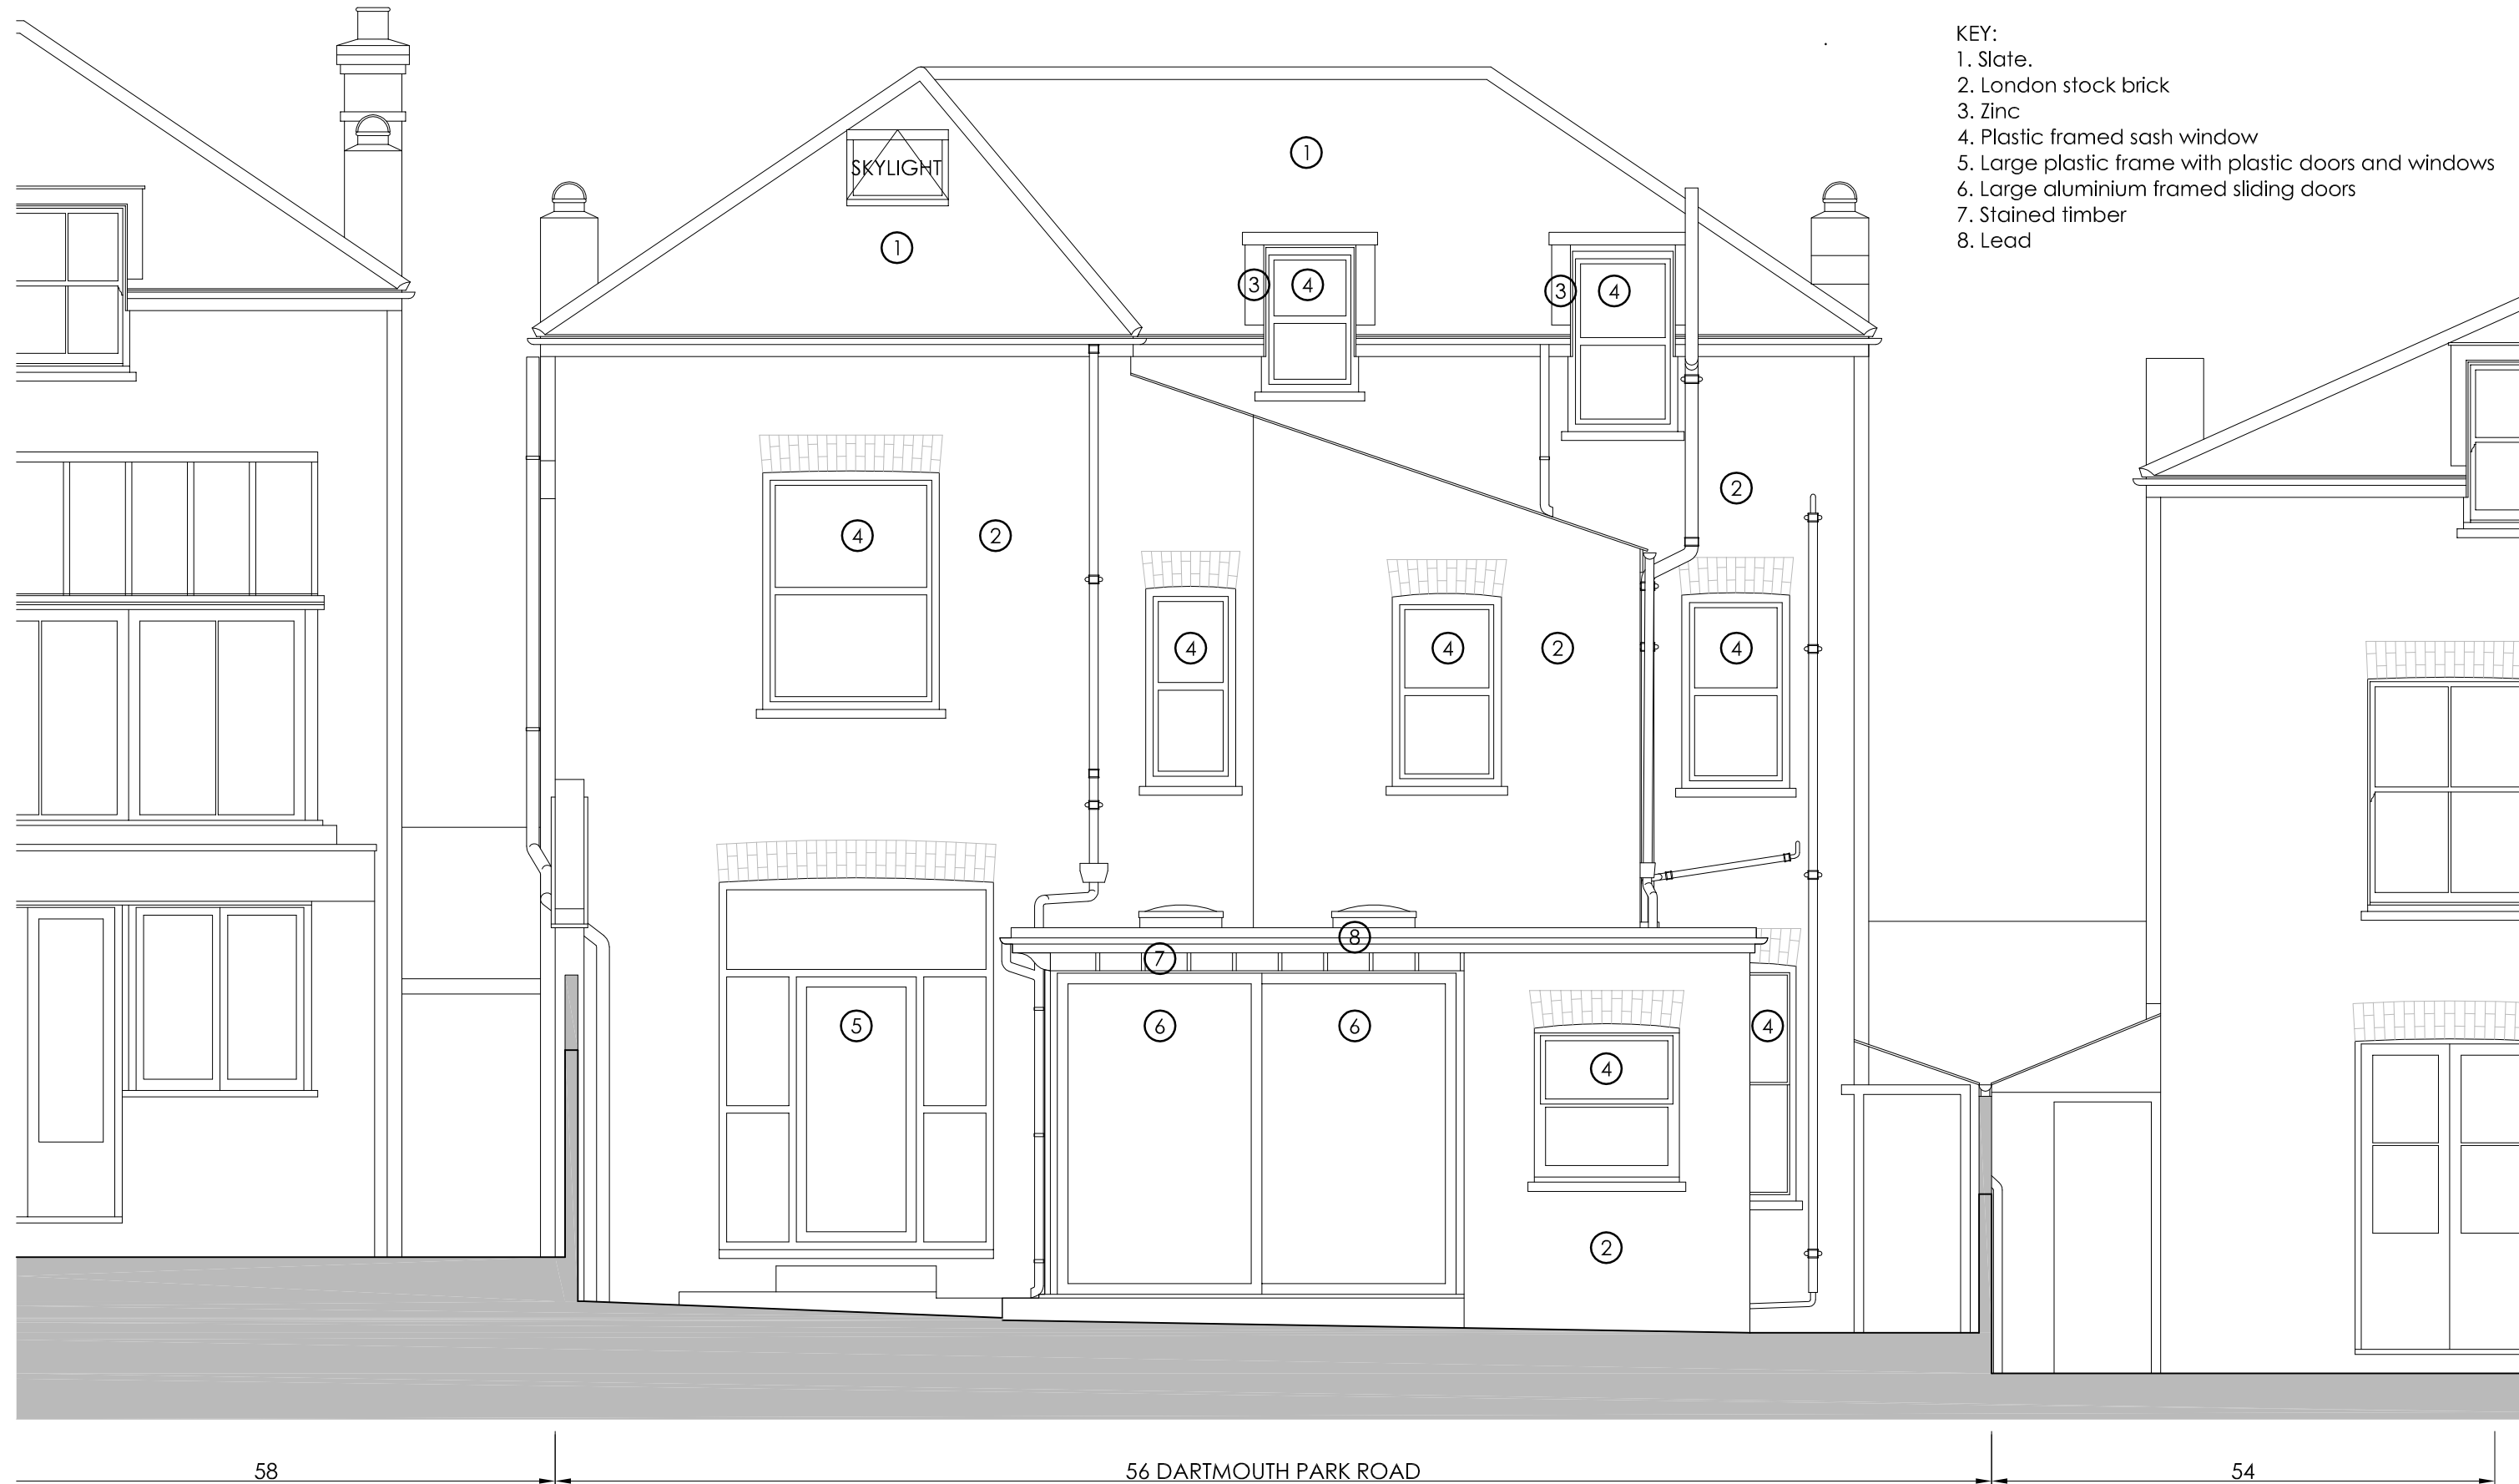 KEY:
1. Slate.
2. London stock brick
3. Zinc
4. Plastic framed sash window
5. Large plastic frame with plastic doors and windows
6. Large aluminium framed sliding doors
7. Stained timber
8. Lead
1
SKYLIGHT
1
3
4
3
4
2
4
2
4
4
2
4
8
7
5
6
6
4
4
2
58
56 DARTMOUTH PARK ROAD
54